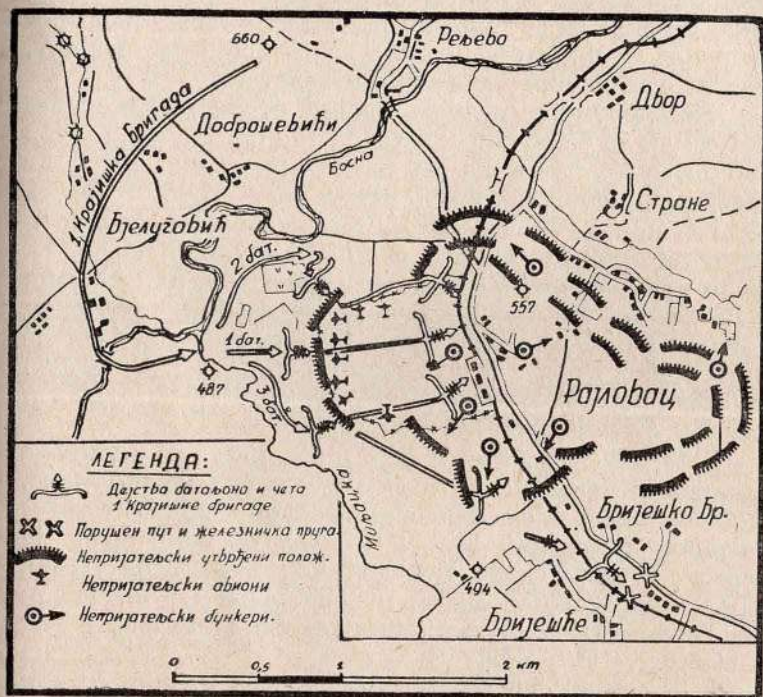 660
Рељево
Двор
Доброшевићи
1. Крајишка Бригада
Босна
Стране
Бјелуговић
2 бат.
557
1 бат.
487
Рајловац
3 бат.
ЛЕГЕНДА:
Дејства батаљона и чета
1 Крајишке бригаде
Порушен пут и железничка пруга.
Непријатељски утврђени полож.
Непријатељски авиони
Непријатељски бункери.
Бријешко Бр.
494
Бријешће
0 0,5 1 2 км